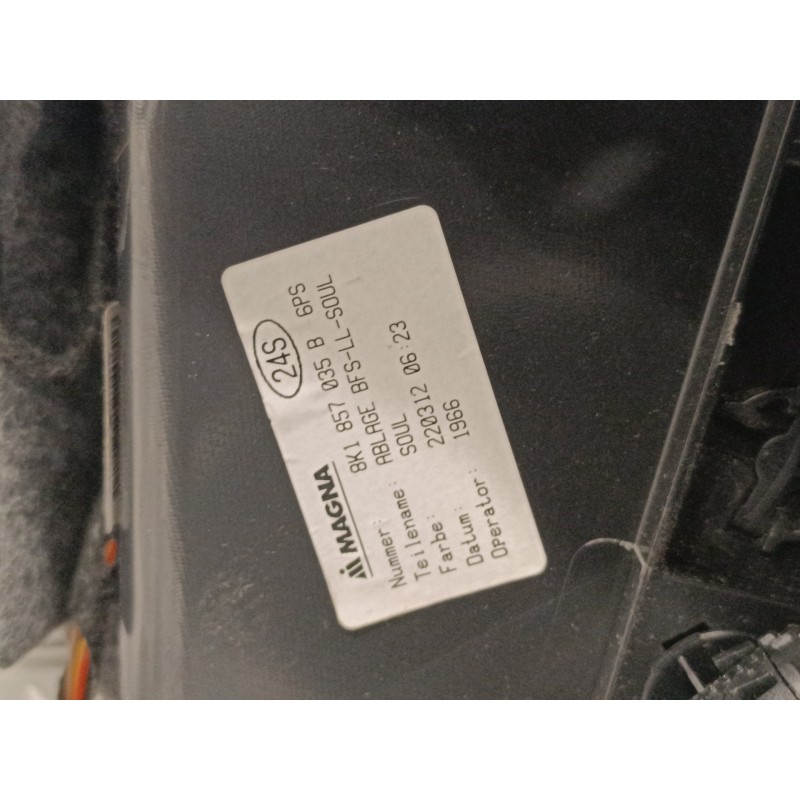 24S
MAGNA
Nummer: 8K1 857 035 B 6PS
Teilename: ABLAGE BFS-LL-SOUL
Farbe: SOUL
Datum: 220312 06:23
Operator: 1966